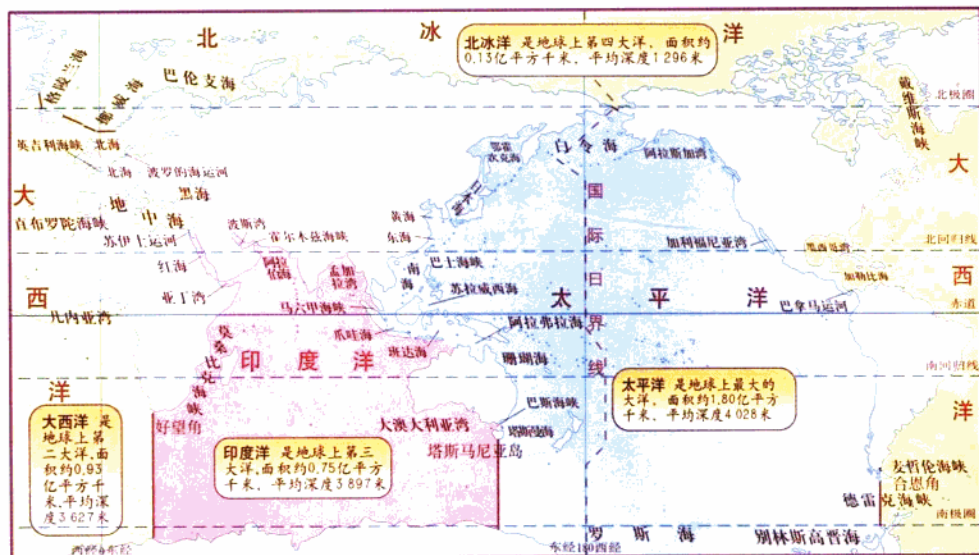 北冰洋
北冰洋 是地球上第四大洋，面积约
0.13亿平方千米，平均深度1 296米
格陵兰海
挪威海
巴伦支海
戴维斯海峡
北极圈
英吉利海峡
北海
白令海
鄂霍次克海
阿拉斯加湾
北海 波罗的海运河
大
大
黑海
地中海
日本海
国际日界线
直布罗陀海峡
波斯湾
黄海
苏伊士运河
霍尔木兹海峡
东海
加利福尼亚湾
墨西哥湾
北回归线
红海
阿拉伯海
孟加拉湾
南海
巴士海峡
加勒比海
西
亚丁湾
苏拉威西海
太平洋
西
马六甲海峡
巴拿马运河
赤道
几内亚湾
爪哇海
阿拉弗拉海
莫桑比克海峡
印度洋
班达海
珊瑚海
南回归线
洋
太平洋 是地球上最大的
大洋，面积约1.80亿平方
千米，平均深度4 028米
洋
大西洋 是
地球上第
二大洋，面
积约0.93
亿平方千
米，平均深
度3 627米
好望角
大澳大利亚湾
巴斯海峡
塔斯曼海
印度洋 是地球上第三
大洋，面积约0.75亿平方
千米，平均深度3 897米
塔斯马尼亚岛
麦哲伦海峡
合恩角
德雷克海峡
南极圈
罗斯海
别林斯高晋海
西经0东经
东经180西经